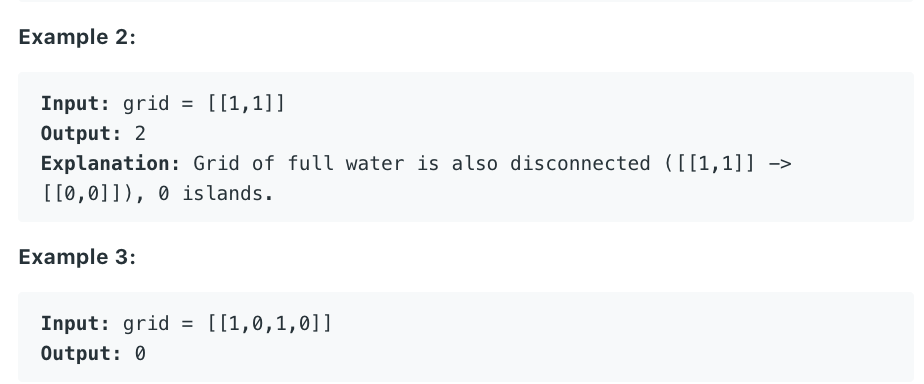 Example 2:
Input: grid = [[1,1]]
Output: 2
Explanation: Grid of full water is also disconnected ([[1,1]] ->
[[0,0]]), 0 islands.
Example 3:
Input: grid = [[1,0,1,0]]
Output: 0